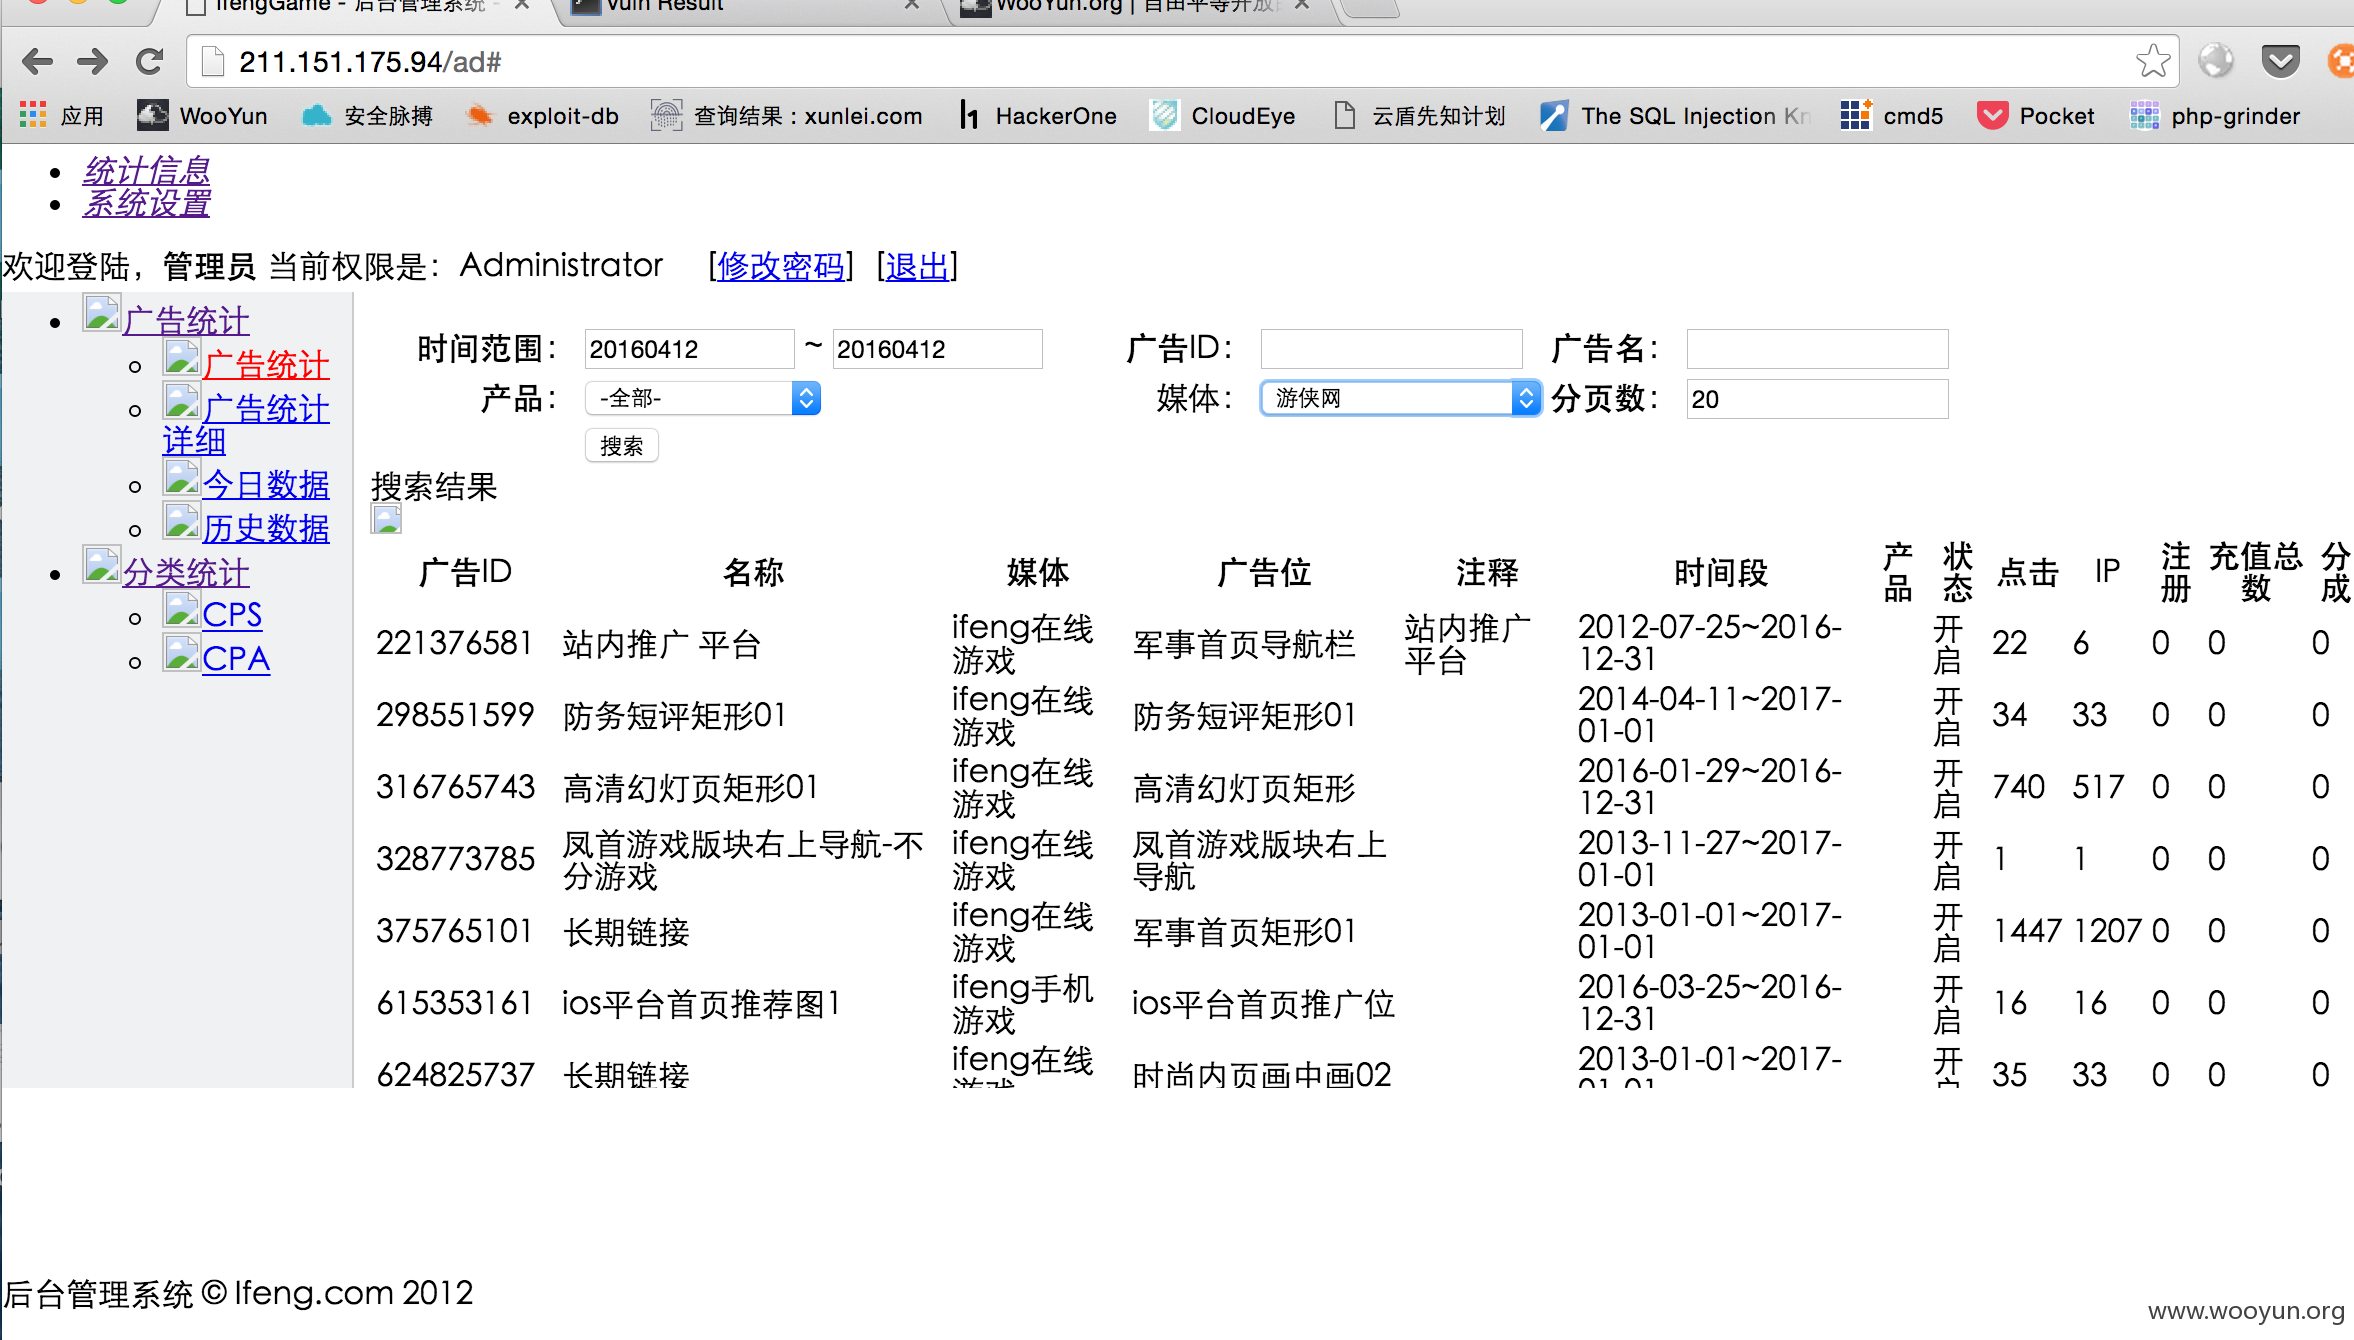 IfengGame - 后台管理系统 -
Vuln Result
WooYun.org | 自由平等开放
211.151.175.94/ad#
应用 WooYun 安全脉搏 exploit-db 查询结果：xunlei.com HackerOne CloudEye 云盾先知计划 The SQL Injection Kn cmd5 Pocket php-grinder
统计信息
系统设置
欢迎登陆，管理员 当前权限是：Administrator [修改密码] [退出]
广告统计
广告统计
广告统计
详细
今日数据
历史数据
分类统计
CPS
CPA
时间范围： 20160412 ~ 20160412 广告ID： 广告名：
产品： -全部- 媒体： 游侠网 分页数： 20
搜索
搜索结果
广告ID 名称 媒体 广告位 注释 时间段 产品 状态 点击 IP 注册 充值总数 分成
221376581 站内推广 平台 ifeng在线游戏 军事首页导航栏 站内推广平台 2012-07-25~2016-12-31 开启 22 6 0 0 0
298551599 防务短评矩形01 ifeng在线游戏 防务短评矩形01 2014-04-11~2017-01-01 开启 34 33 0 0 0
316765743 高清幻灯页矩形01 ifeng在线游戏 高清幻灯页矩形 2016-01-29~2016-12-31 开启 740 517 0 0 0
328773785 凤首游戏版块右上导航-不分游戏 ifeng在线游戏 凤首游戏版块右上导航 2013-11-27~2017-01-01 开启 1 1 0 0 0
375765101 长期链接 ifeng在线游戏 军事首页矩形01 2013-01-01~2017-01-01 开启 1447 1207 0 0 0
615353161 ios平台首页推荐图1 ifeng手机游戏 ios平台首页推广位 2016-03-25~2016-12-31 开启 16 16 0 0 0
624825737 长期链接 ifeng在线游戏 时尚内页画中画02 2013-01-01~2017-01-01 开启 35 33 0 0 0
后台管理系统 © Ifeng.com 2012
www.wooyun.org